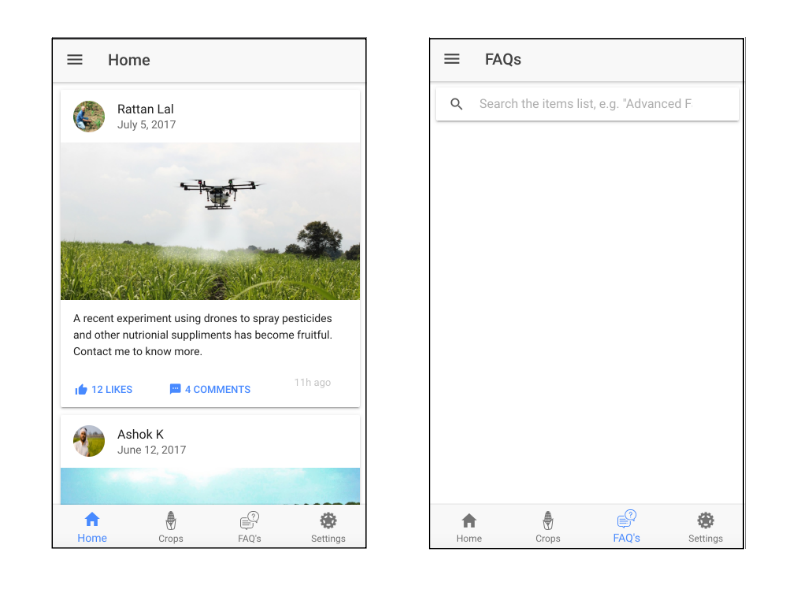 Home
Rattan Lal
July 5, 2017
A recent experiment using drones to spray pesticides
and other nutrionial suppliments has become fruitful.
Contact me to know more.
12 LIKES 4 COMMENTS 11h ago
Ashok K
June 12, 2017
Home Crops FAQ's Settings
FAQs
Search the items list, e.g. "Advanced F
Home Crops FAQ's Settings